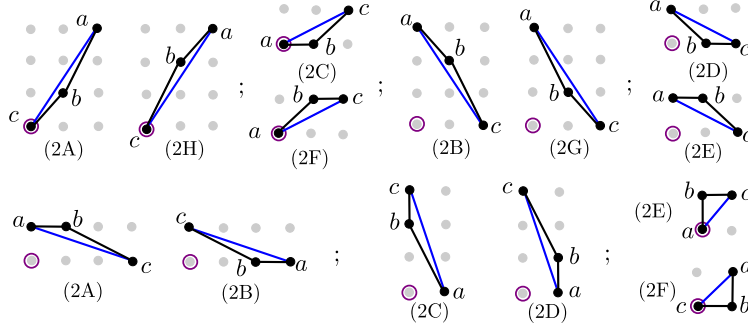 a b c (2A)
a b c (2H)
;
a b c (2C)
a b c (2F)
;
a b c (2B)
a b c (2G)
;
a b c (2D)
a b c (2E)
a b c (2A)
c b a (2B)
;
c b a (2C)
c b a (2D)
;
(2E) b c a
(2F) a c b